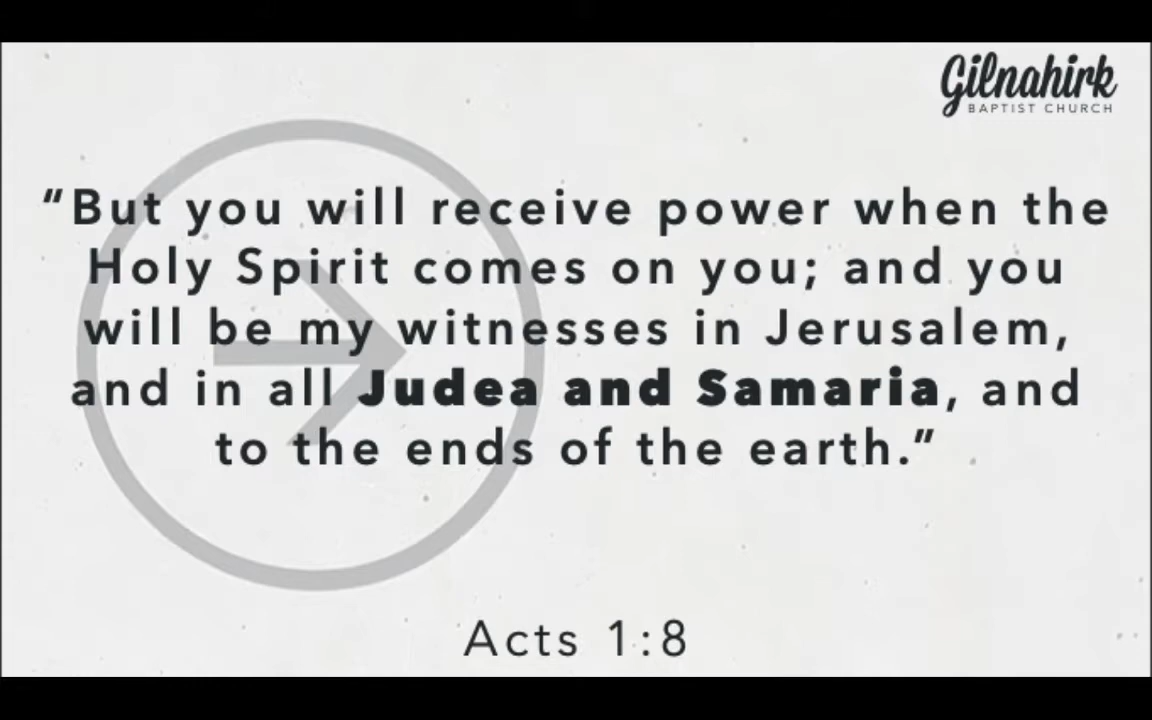 Gilnahirk
BAPTIST CHURCH
“But you will receive power when the
Holy Spirit comes on you; and you
will be my witnesses in Jerusalem,
and in all Judea and Samaria, and
to the ends of the earth.”
Acts 1:8